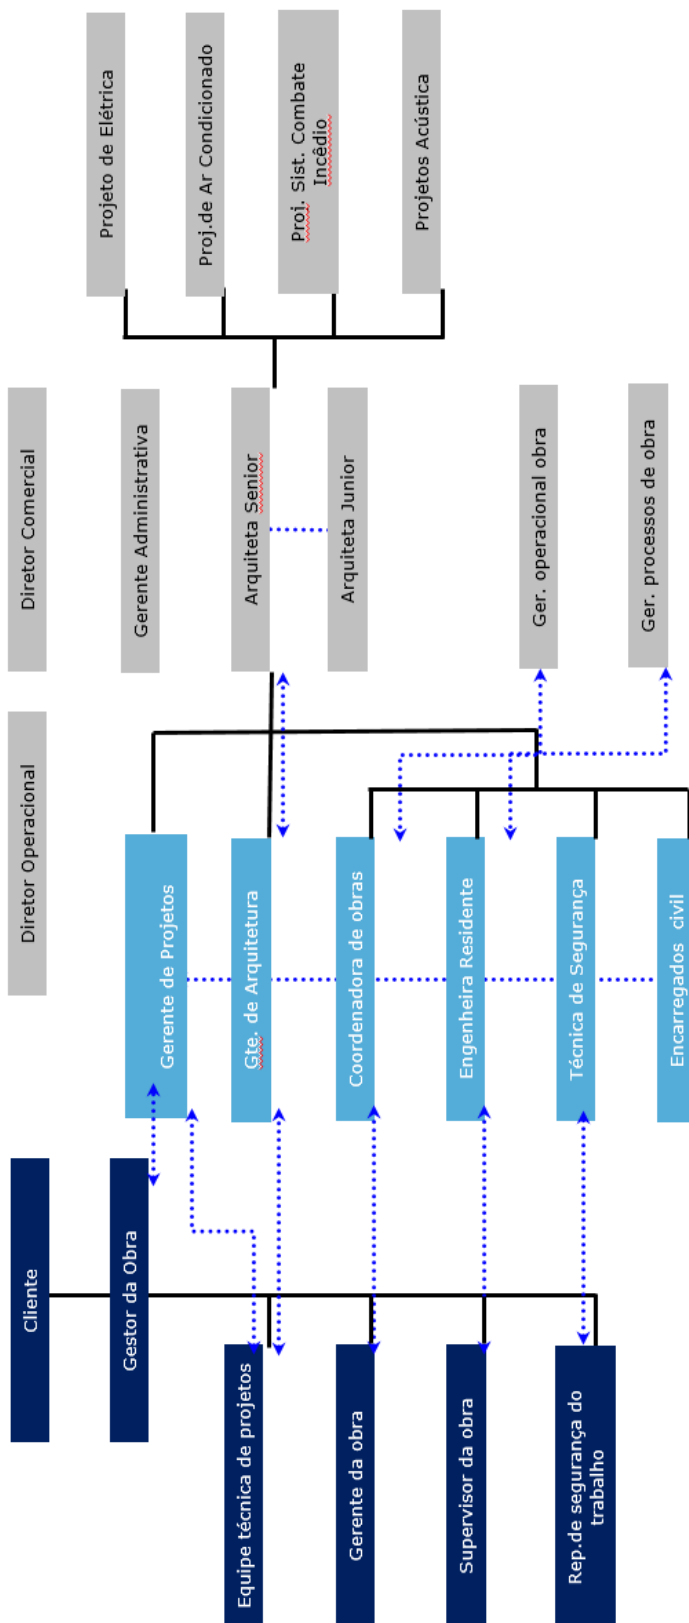 Cliente
Diretor Operacional
Diretor Comercial
Gestor da Obra
Gerente de Projetos
Gerente Administrativa
Projeto de Elétrica
Equipe técnica de projetos
Gte. de Arquitetura
Arquiteta Senior
Proj.de Ar Condicionado
Gerente da obra
Coordenadora de obras
Arquiteta Junior
Proj. Sist. Combate
Incêdio
Supervisor da obra
Engenheira Residente
Ger. operacional obra
Projetos Acústica
Rep.de segurança do
trabalho
Técnica de Segurança
Ger. processos de obra
Encarregados civil